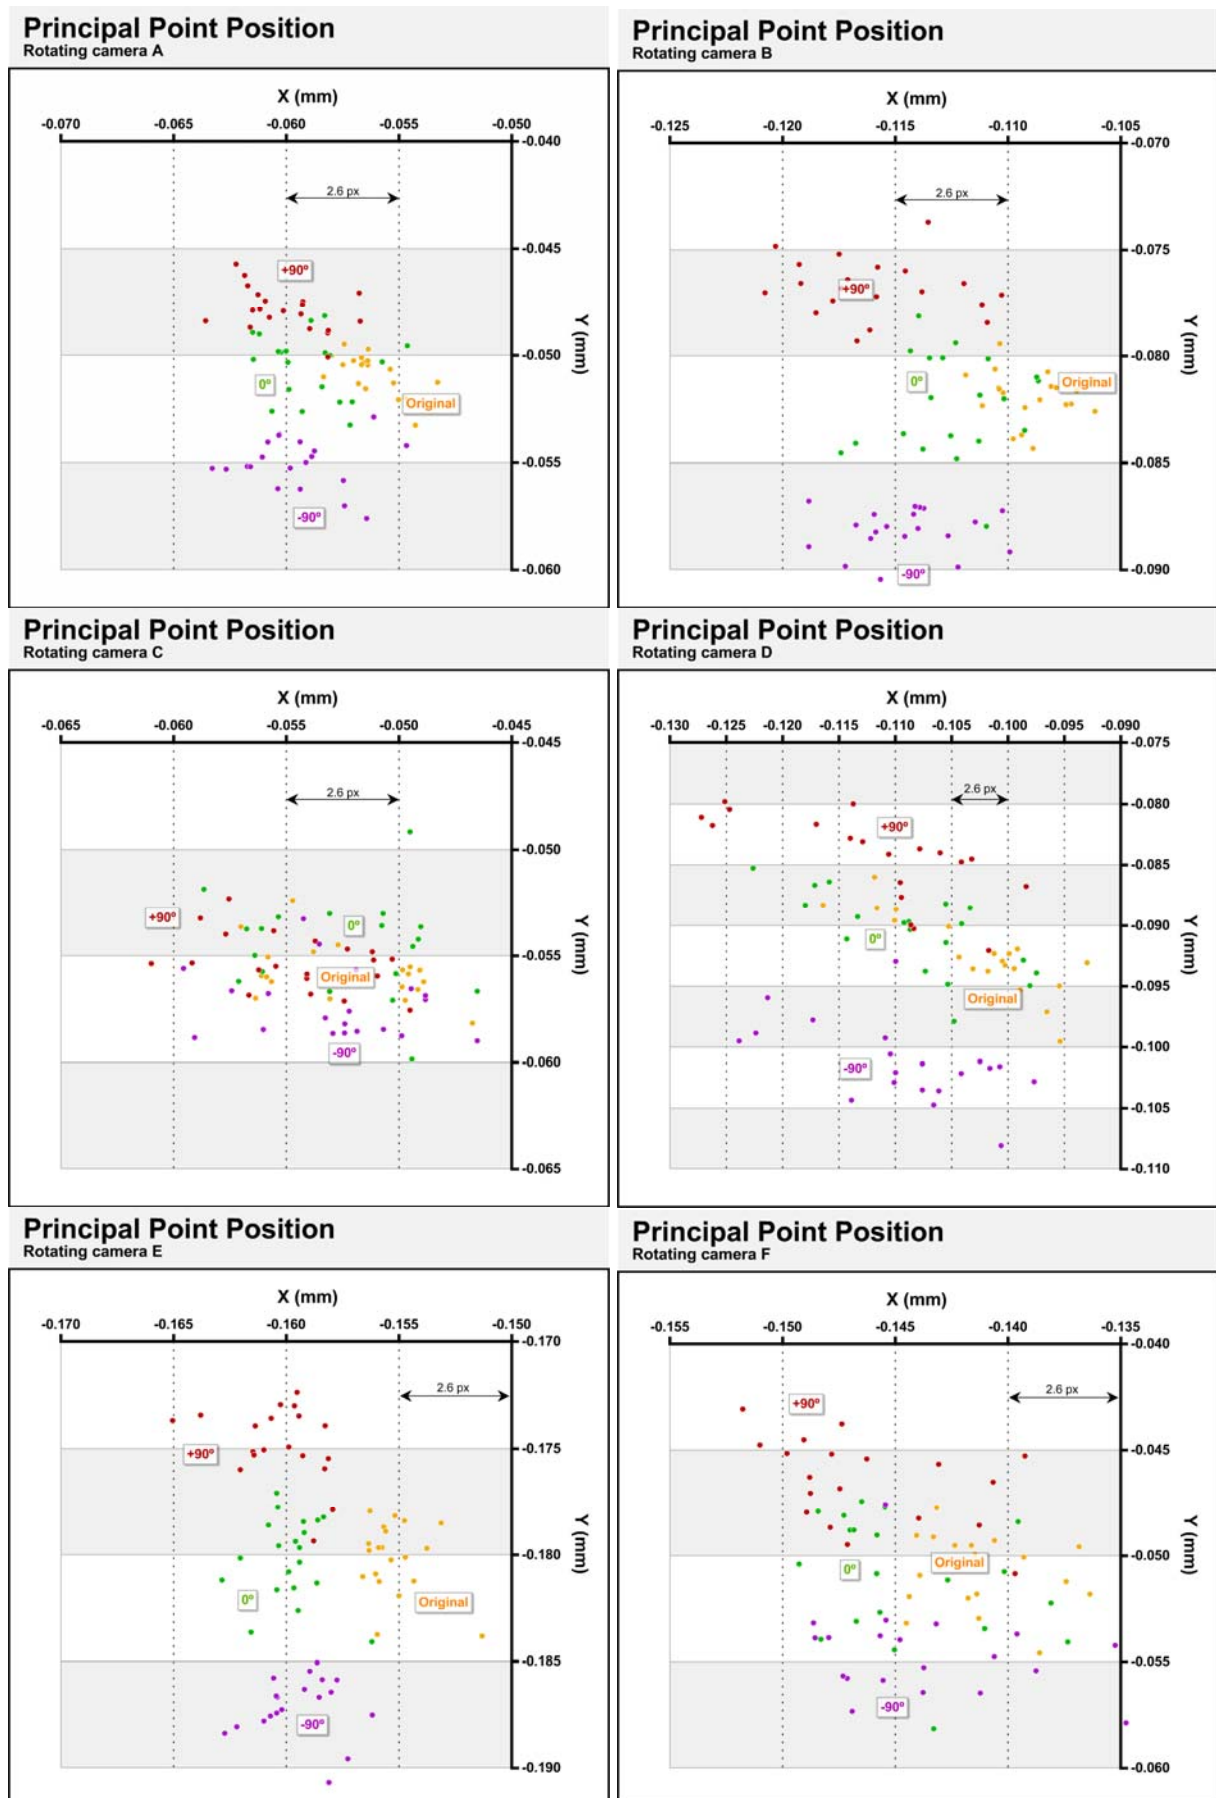 Principal Point Position
Rotating camera A
X (mm)
-0.070 -0.065 -0.060 -0.055 -0.050
-0.040
2.6 px
-0.045
+90º
Y (mm)
-0.050
0º
Original
-0.055
-90º
-0.060
Principal Point Position
Rotating camera B
X (mm)
-0.125 -0.120 -0.115 -0.110 -0.105
-0.070
2.6 px
-0.075
+90º
Y (mm)
-0.080
0º
Original
-0.085
-90º
-0.090
Principal Point Position
Rotating camera C
X (mm)
-0.065 -0.060 -0.055 -0.050 -0.045
-0.045
2.6 px
-0.050
+90º
0º
Y (mm)
-0.055
Original
-90º
-0.060
-0.065
Principal Point Position
Rotating camera D
X (mm)
-0.130 -0.125 -0.120 -0.115 -0.110 -0.105 -0.100 -0.095 -0.090
-0.075
2.6 px
-0.080
+90º
-0.085
Y (mm)
-0.090
0º
-0.095
Original
-0.100
-90º
-0.105
-0.110
Principal Point Position
Rotating camera E
X (mm)
-0.170 -0.165 -0.160 -0.155 -0.150
-0.170
2.6 px
-0.175
+90º
Y (mm)
-0.180
0º
Original
-0.185
-90º
-0.190
Principal Point Position
Rotating camera F
X (mm)
-0.155 -0.150 -0.145 -0.140 -0.135
-0.040
2.6 px
+90º
-0.045
Y (mm)
-0.050
Original
0º
-0.055
-90º
-0.060